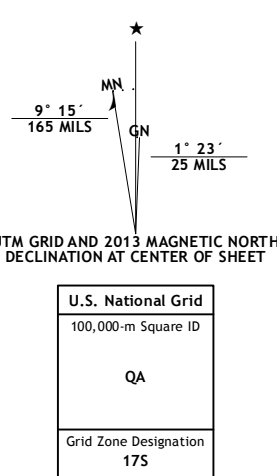 ★
MN
GN
9° 15´
165 MILS
1° 23´
25 MILS
UTM GRID AND 2013 MAGNETIC NORTH
DECLINATION AT CENTER OF SHEET
U.S. National Grid
100,000-m Square ID
QA
Grid Zone Designation
17S